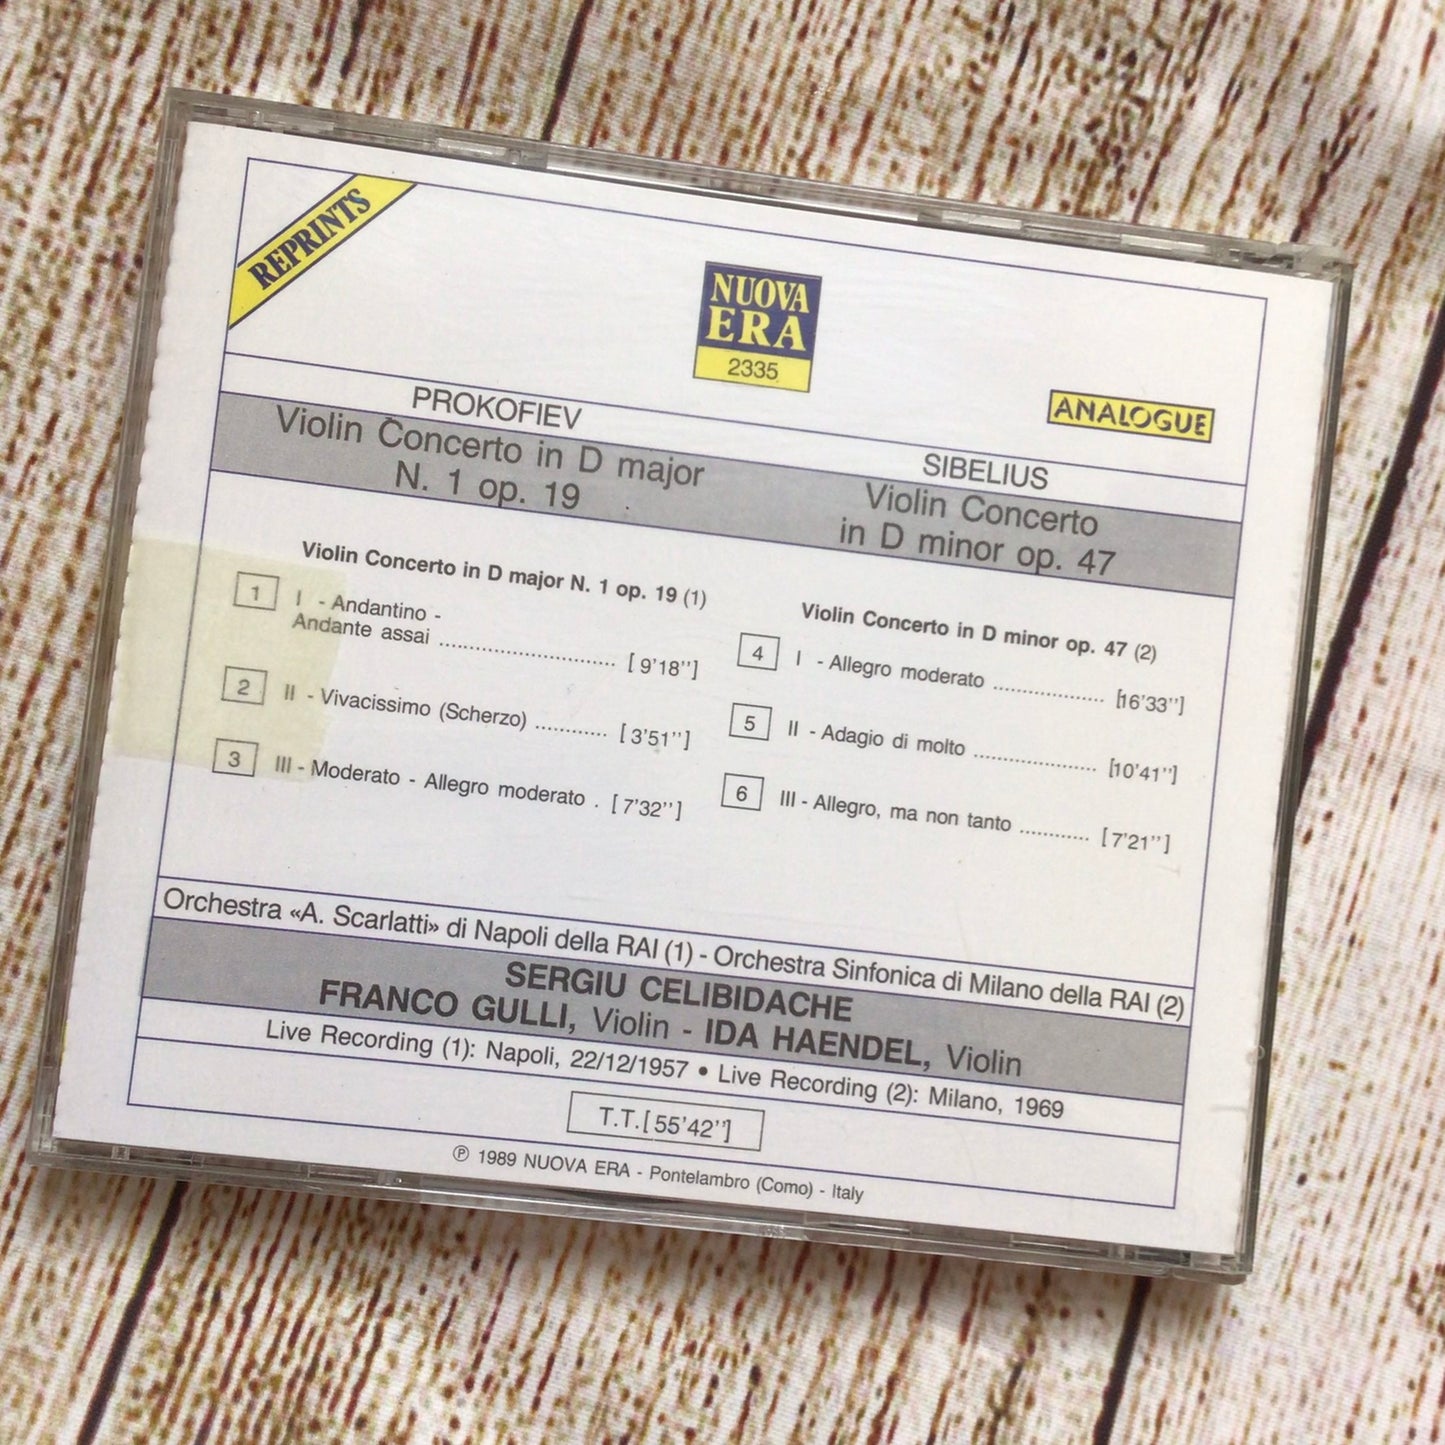 REPRINTS
NUOVA
ERA
2335
ANALOGUE
PROKOFIEV
Violin Concerto in D major
N. 1 op. 19
SIBELIUS
Violin Concerto
in D minor op. 47
Violin Concerto in D major N. 1 op. 19 (1)
1 I - Andantino -
Andante assai ............................ [ 9'18'']
2 II - Vivacissimo (Scherzo) ............ [ 3'51'']
3 III - Moderato - Allegro moderato . [ 7'32'']
Violin Concerto in D minor op. 47 (2)
4 I - Allegro moderato .................. [16'33'']
5 II - Adagio di molto .................... [10'41'']
6 III - Allegro, ma non tanto ............ [ 7'21'']
Orchestra «A. Scarlatti» di Napoli della RAI (1) - Orchestra Sinfonica di Milano della RAI (2)
SERGIU CELIBIDACHE
FRANCO GULLI, Violin - IDA HAENDEL, Violin
Live Recording (1): Napoli, 22/12/1957 • Live Recording (2): Milano, 1969
T.T.[ 55'42'']
℗ 1989 NUOVA ERA - Pontelambro (Como) - Italy